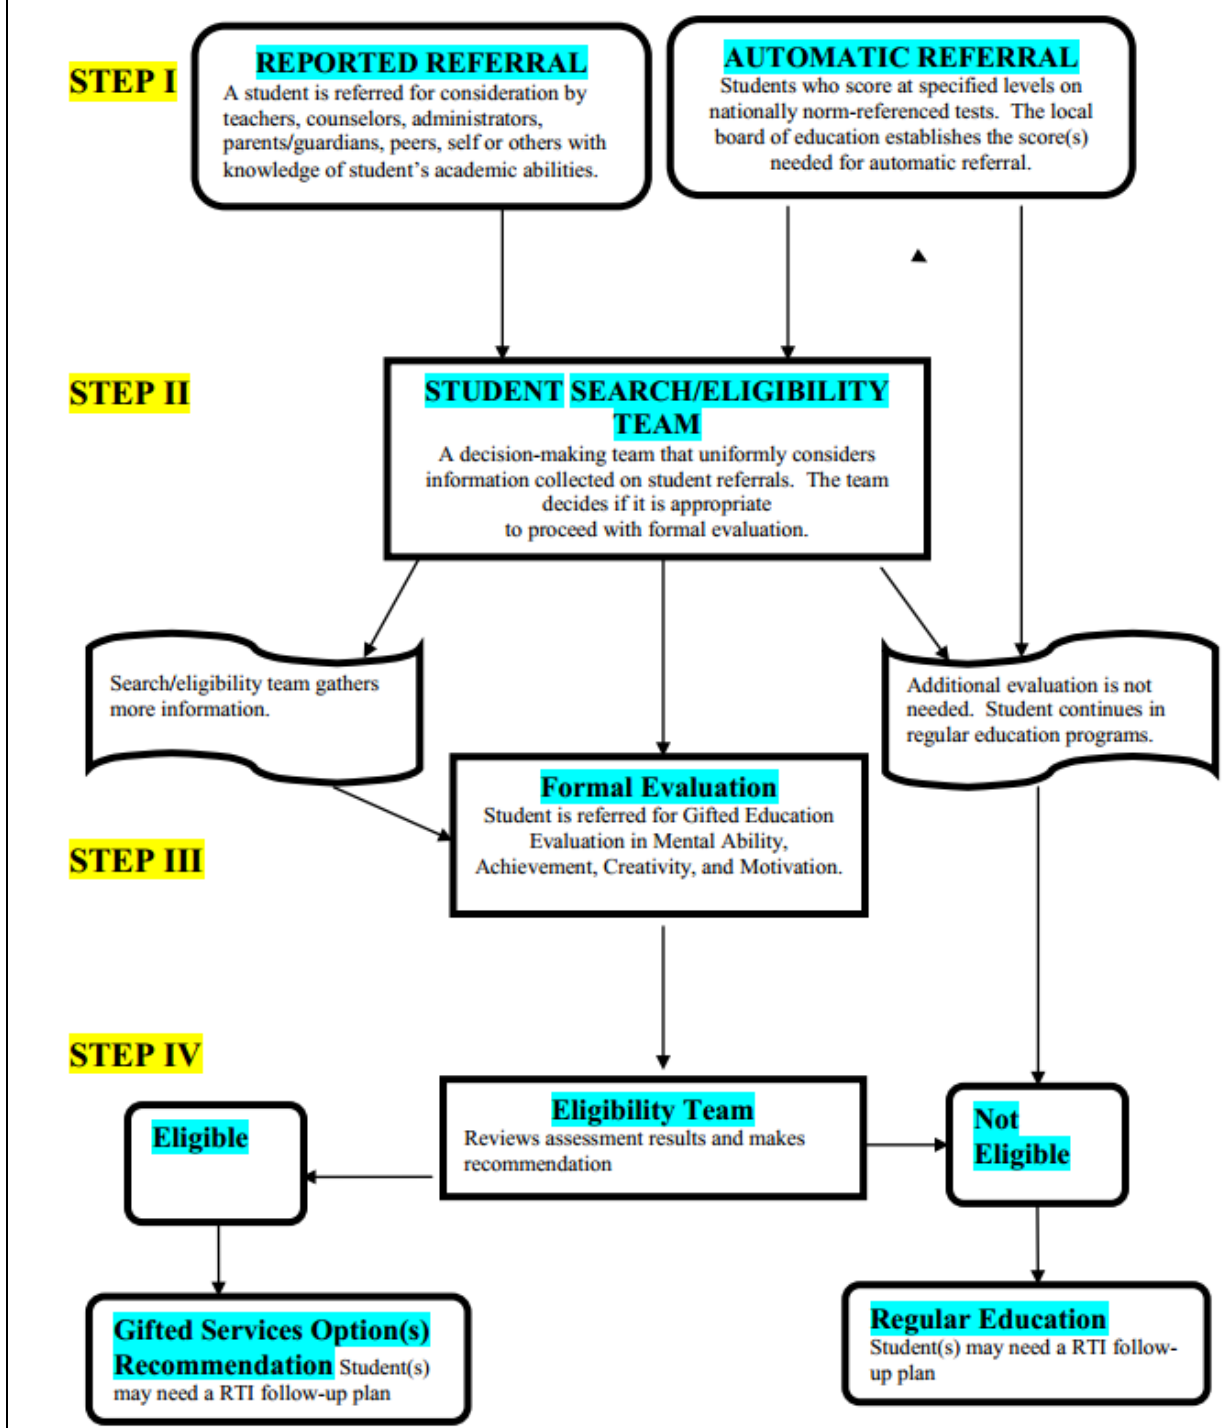 STEP I
REPORTED REFERRAL
A student is referred for consideration by
teachers, counselors, administrators,
parents/guardians, peers, self or others with
knowledge of student's academic abilities.
AUTOMATIC REFERRAL
Students who score at specified levels on
nationally norm-referenced tests.  The local
board of education establishes the score(s)
needed for automatic referral.
STEP II
STUDENT SEARCH/ELIGIBILITY
TEAM
A decision-making team that uniformly considers
information collected on student referrals.  The team
decides if it is appropriate
to proceed with formal evaluation.
Search/eligibility team gathers
more information.
Additional evaluation is not
needed.  Student continues in
regular education programs.
STEP III
Formal Evaluation
Student is referred for Gifted Education
Evaluation in Mental Ability,
Achievement, Creativity, and Motivation.
STEP IV
Eligible
Eligibility Team
Reviews assessment results and makes
recommendation
Not
Eligible
Gifted Services Option(s)
Recommendation Student(s)
may need a RTI follow-up plan
Regular Education
Student(s) may need a RTI follow-
up plan